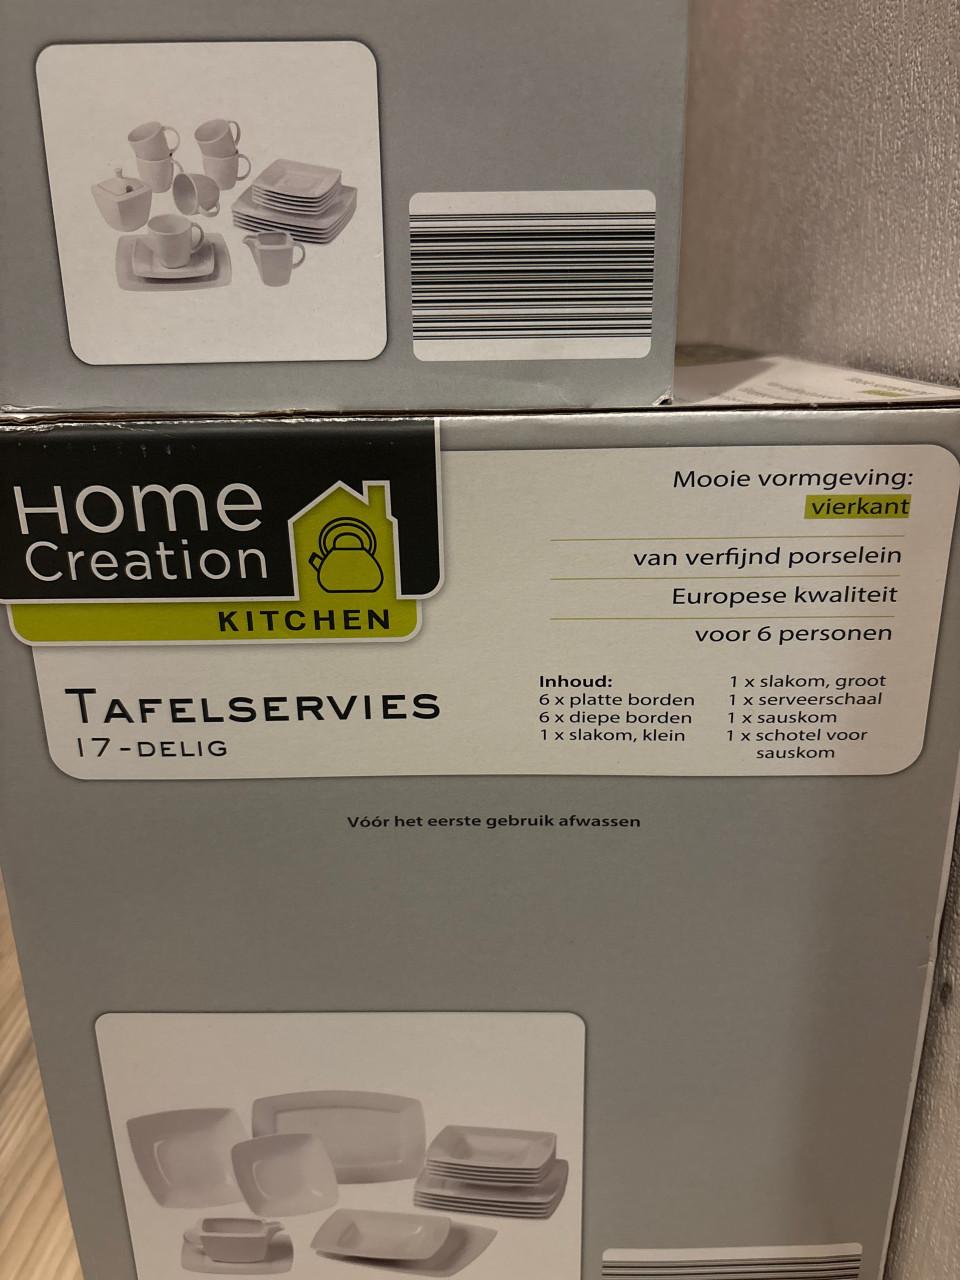 Home
Creation
KITCHEN
TAFELSERVIES
17-DELIG
Mooie vormgeving:
vierkant
van verfijnd porselein
Europese kwaliteit
voor 6 personen
Inhoud:
6 x platte borden
6 x diepe borden
1 x slakom, klein
1 x slakom, groot
1 x serveerschaal
1 x sauskom
1 x schotel voor
sauskom
Vóór het eerste gebruik afwassen